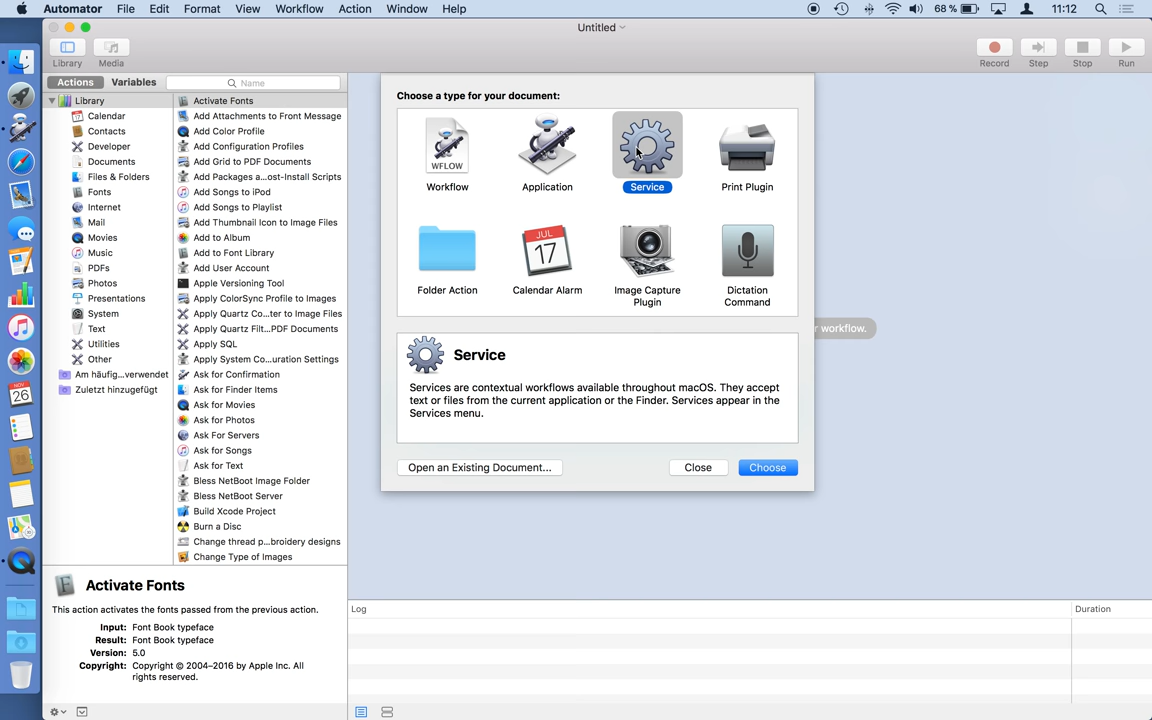 Automator File Edit Format View Workflow Action Window Help 68 % 11:12
Untitled
Library Media Record Step Stop Run
Actions Variables Name
Library
Calendar
Contacts
Developer
Documents
Files & Folders
Fonts
Internet
Mail
Movies
Music
PDFs
Photos
Presentations
System
Text
Utilities
Other
Am häufig...verwendet
Zuletzt hinzugefügt
Activate Fonts
Add Attachments to Front Message
Add Color Profile
Add Configuration Profiles
Add Grid to PDF Documents
Add Packages a...ost-Install Scripts
Add Songs to iPod
Add Songs to Playlist
Add Thumbnail Icon to Image Files
Add to Album
Add to Font Library
Add User Account
Apple Versioning Tool
Apply ColorSync Profile to Images
Apply Quartz Co...ter to Image Files
Apply Quartz Filt...PDF Documents
Apply SQL
Apply System Co...uration Settings
Ask for Confirmation
Ask for Finder Items
Ask for Movies
Ask for Photos
Ask For Servers
Ask for Songs
Ask for Text
Bless NetBoot Image Folder
Bless NetBoot Server
Build Xcode Project
Burn a Disc
Change thread p...broidery designs
Change Type of Images
Activate Fonts
This action activates the fonts passed from the previous action.
Input: Font Book typeface
Result: Font Book typeface
Version: 5.0
Copyright: Copyright © 2004–2016 by Apple Inc. All
rights reserved.
Choose a type for your document:
WFLOW
Workflow Application Service Print Plugin
JUL
17
Folder Action Calendar Alarm Image Capture
Plugin
Dictation
Command
Service
Services are contextual workflows available throughout macOS. They accept
text or files from the current application or the Finder. Services appear in the
Services menu.
Open an Existing Document... Close Choose
r workflow.
Log Duration
NOV
26